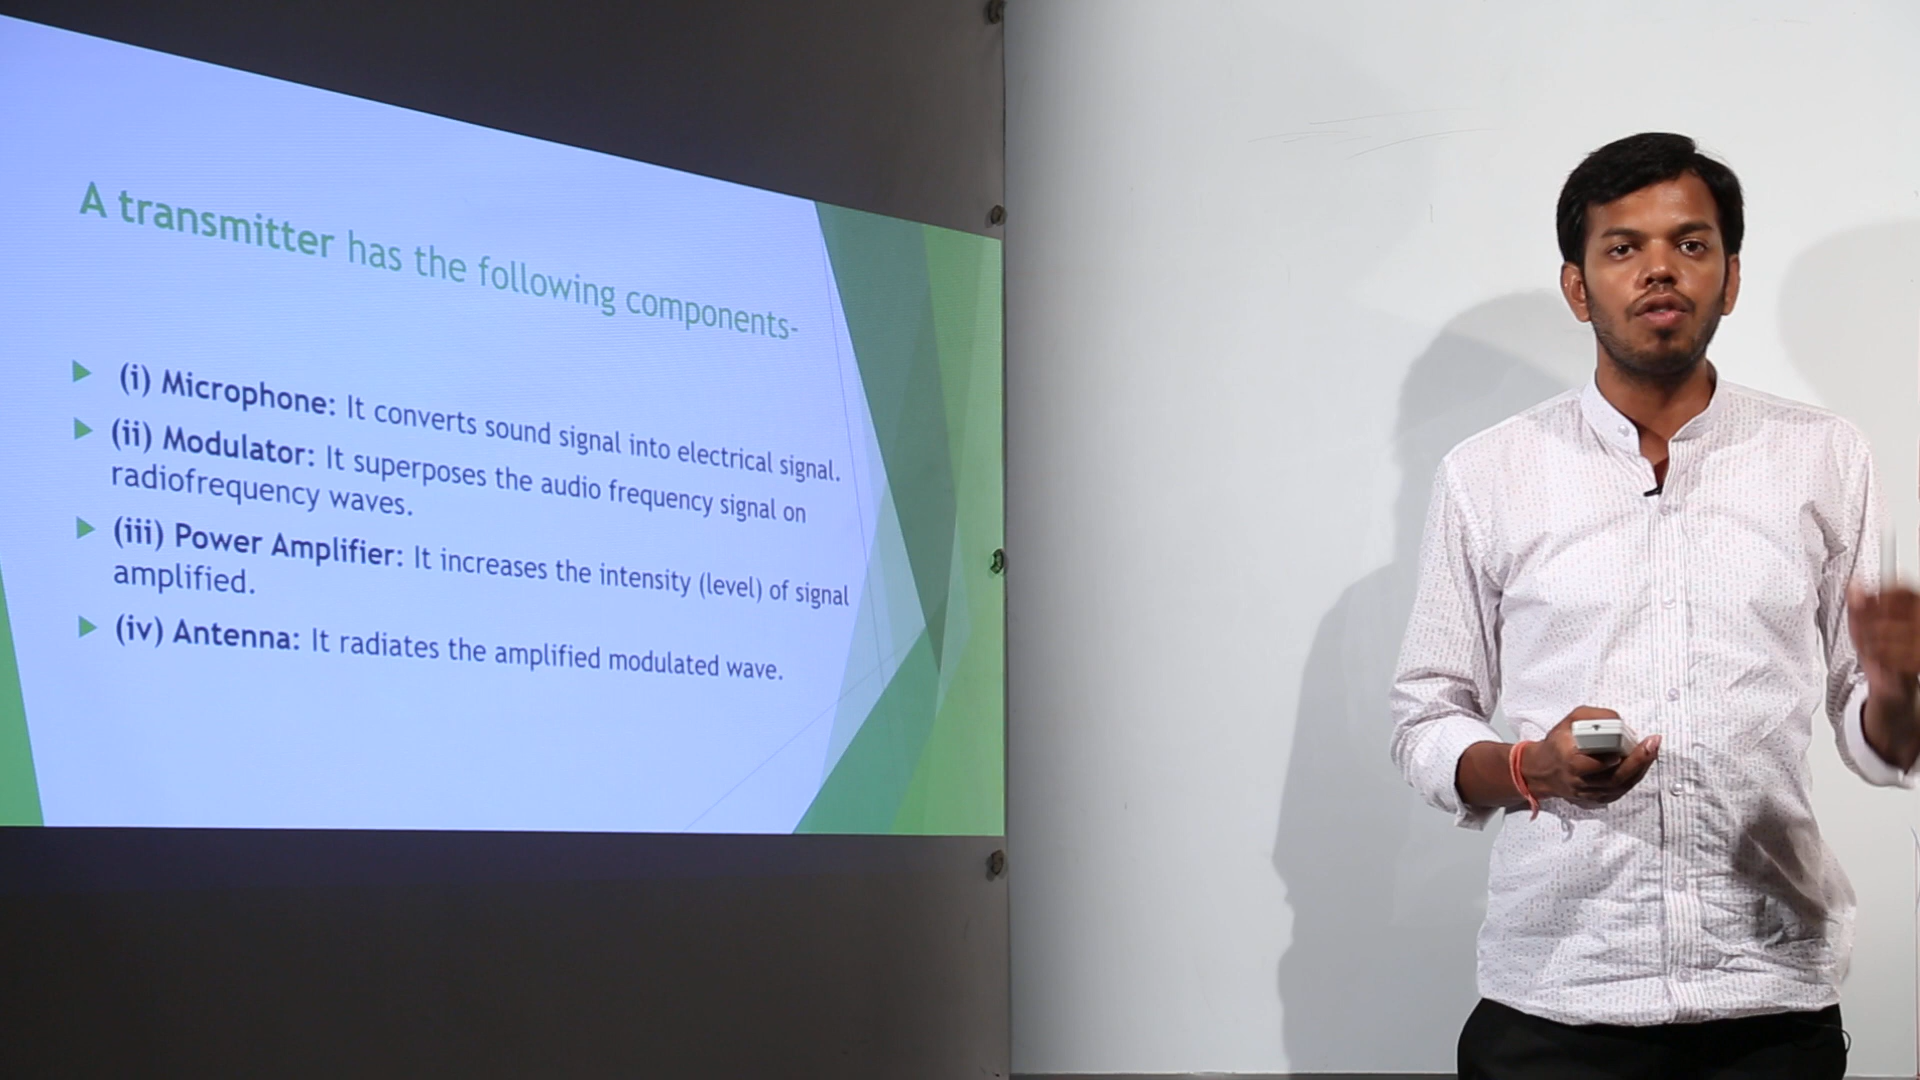 A transmitter has the following components-
(i) Microphone: It converts sound signal into electrical signal.
(ii) Modulator: It superposes the audio frequency signal on
radiofrequency waves.
(iii) Power Amplifier: It increases the intensity (level) of signal
amplified.
(iv) Antenna: It radiates the amplified modulated wave.